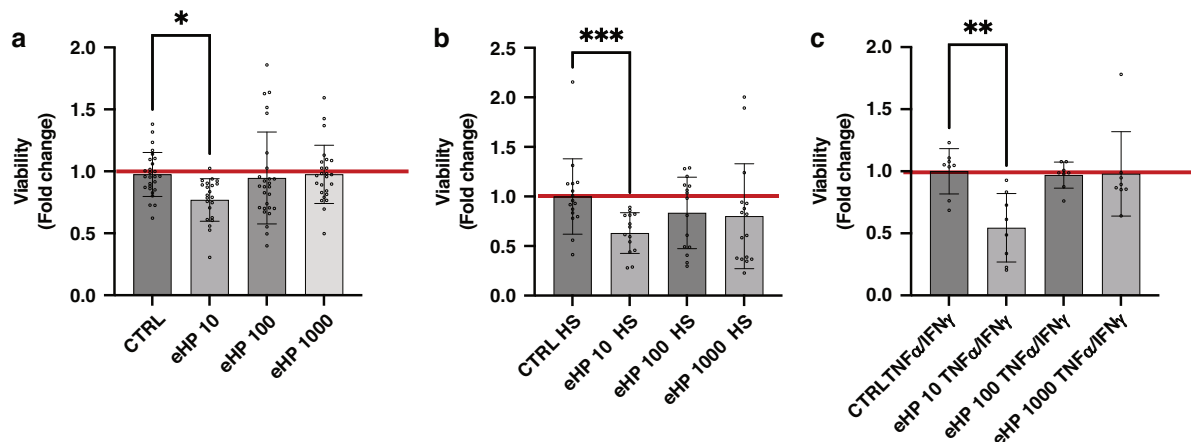 a
*
2.0
1.5
1.0
0.5
0.0
Viability
(Fold change)
CTRL
eHP 10
eHP 100
eHP 1000
b
***
2.5
2.0
1.5
1.0
0.5
0.0
Viability
(Fold change)
CTRL HS
eHP 10 HS
eHP 100 HS
eHP 1000 HS
c
**
2.0
1.5
1.0
0.5
0.0
Viability
(Fold change)
CTRLTNFα/IFNγ
eHP 10 TNFα/IFNγ
eHP 100 TNFα/IFNγ
eHP 1000 TNFα/IFNγ